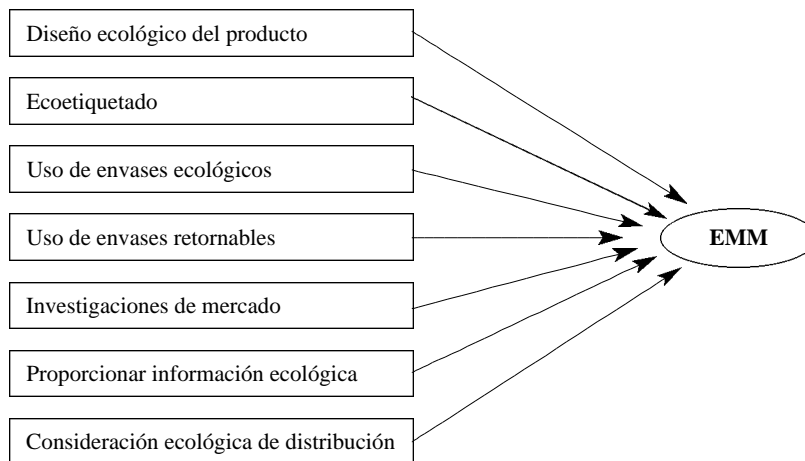 Diseño ecológico del producto
Ecoetiquetado
Uso de envases ecológicos
Uso de envases retornables
EMM
Investigaciones de mercado
Proporcionar información ecológica
Consideración ecológica de distribución